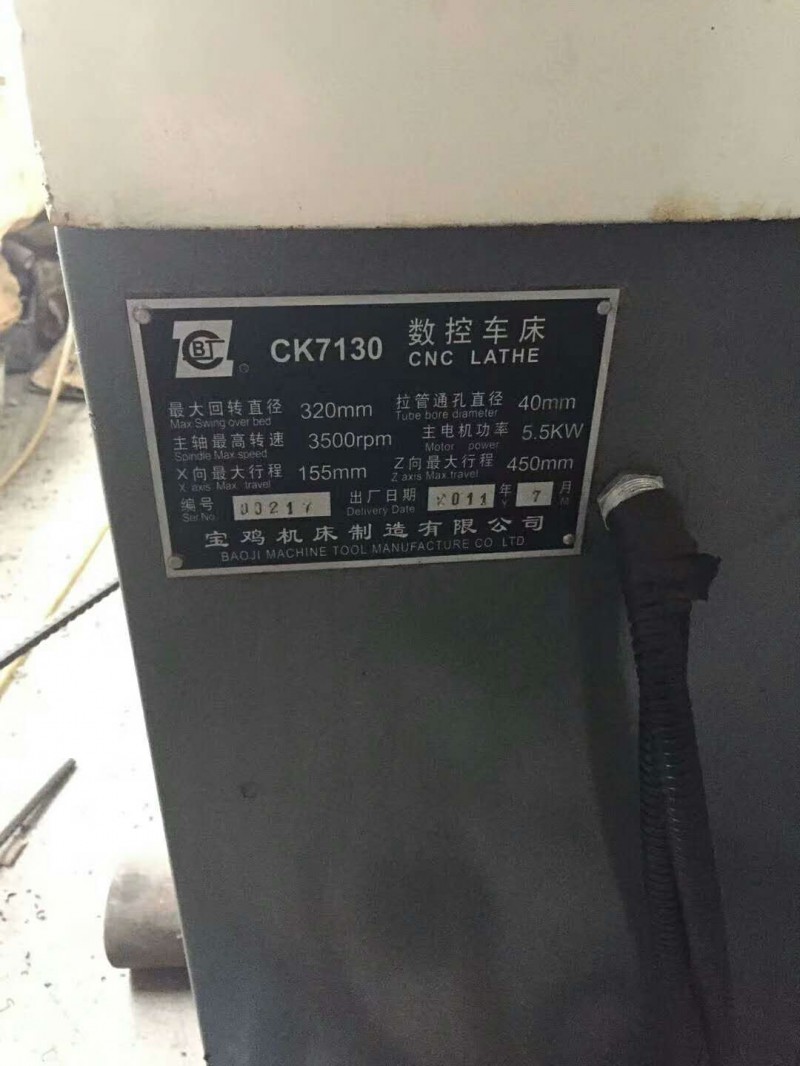 CK7130 数控车床
CNC LATHE
最大回转直径 320mm 拉管通孔直径 40mm
Max Swing over bed Tube bore diameter
主轴最高转速 3500rpm 主电机功率 5.5KW
Spindle Max speed Motor power
X向最大行程 155mm Z向最大行程 450mm
X axis Max travel Z axis Max travel
编号 00217 出厂日期 2011 年 7 月
Ser No. Delivery Date Y M
宝鸡机床制造有限公司
BAOJI MACHINE TOOL MANUFACTURE CO. LTD